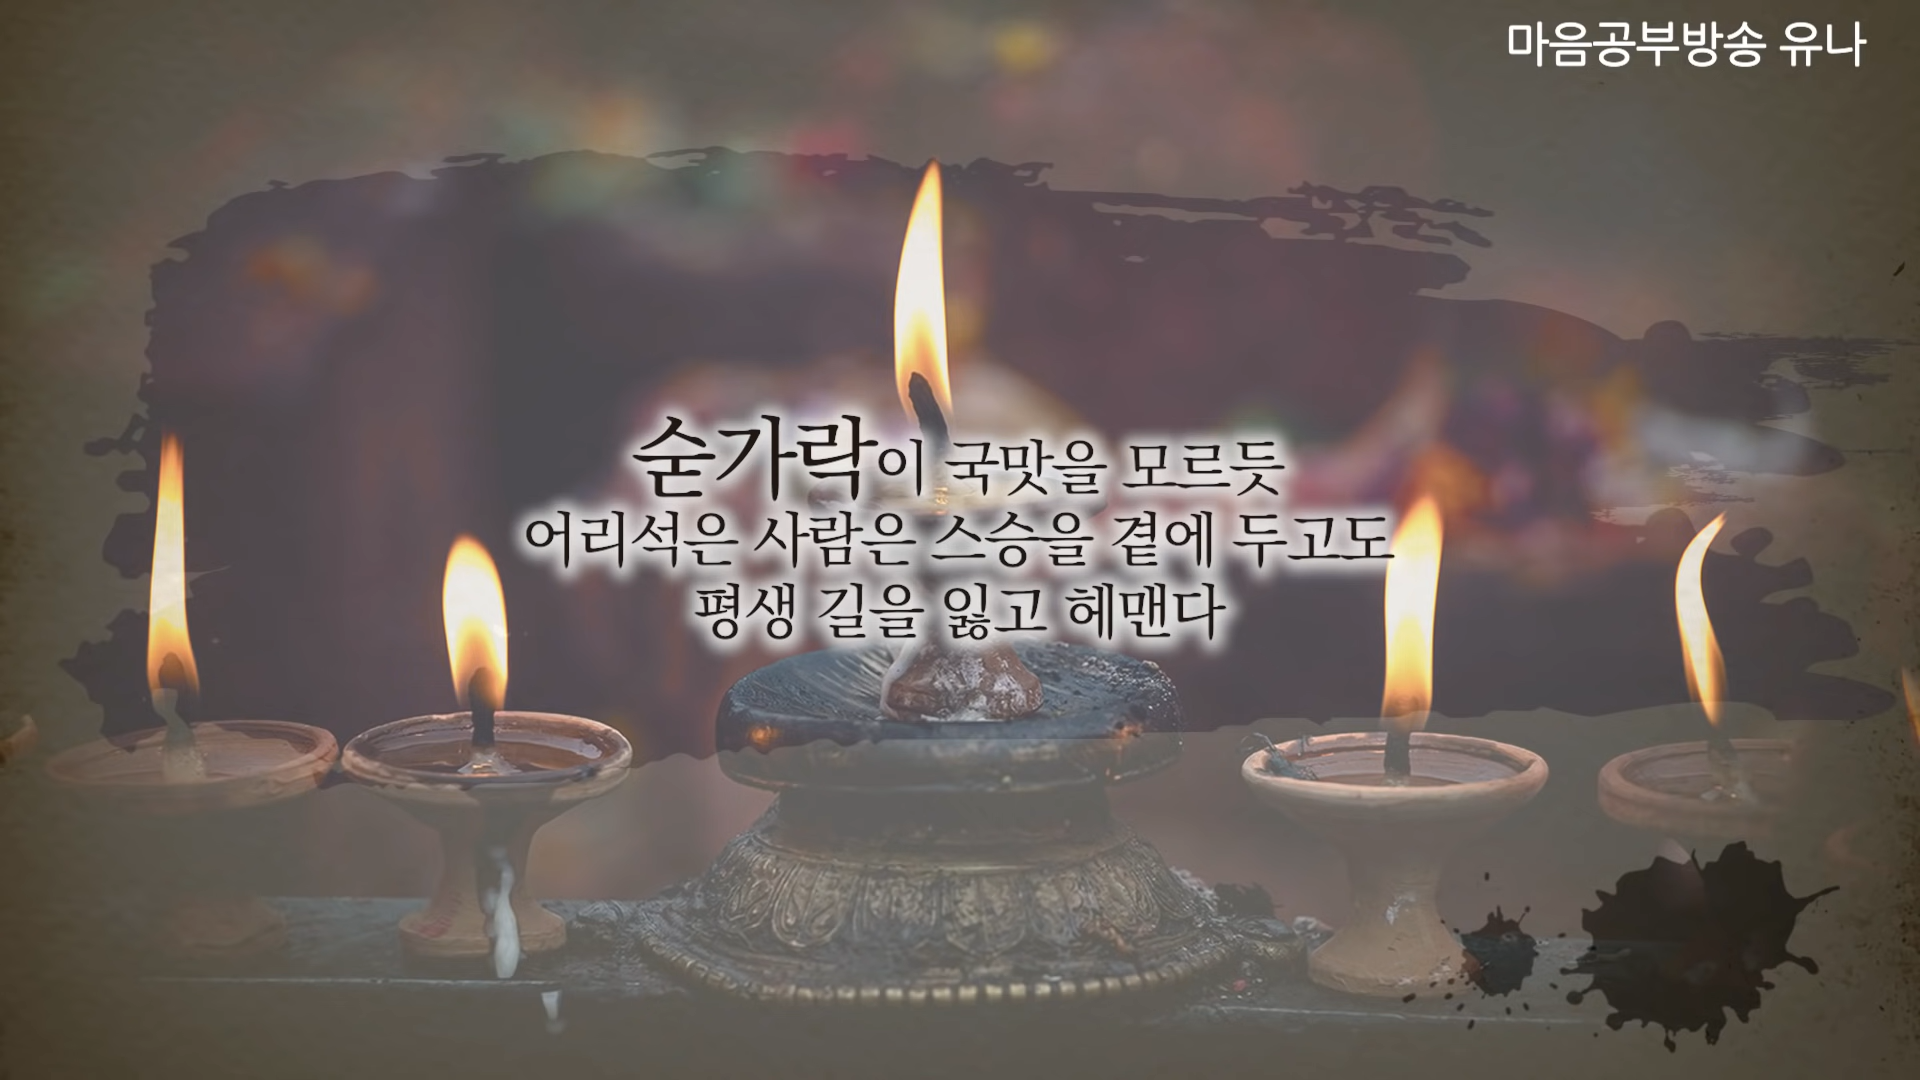 마음공부방송 유나
숟가락이 국맛을 모르듯
어리석은 사람은 스승을 곁에 두고도
평생 길을 잃고 헤맨다